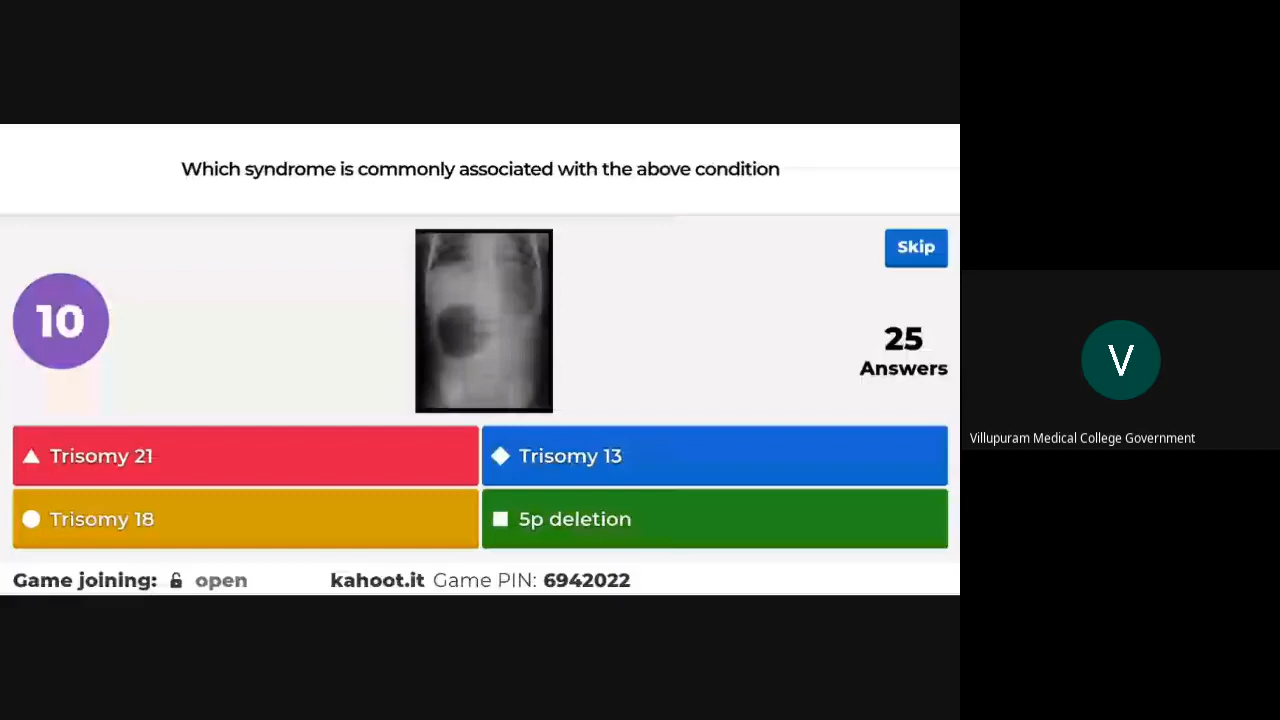 Which syndrome is commonly associated with the above condition
Skip
10
25
Answers
Trisomy 21
Trisomy 13
Trisomy 18
5p deletion
Game joining: open kahoot.it Game PIN: 6942022
V
Villupuram Medical College Government